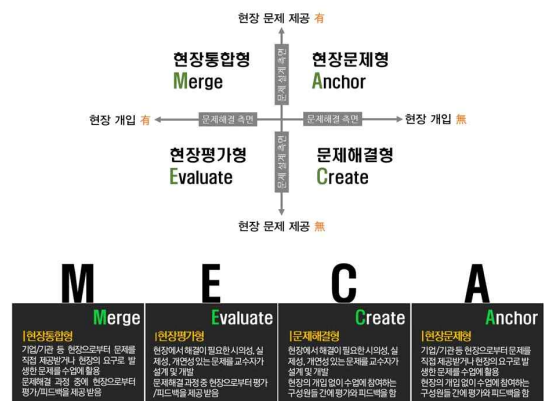 현장 문제 제공 有
현장통합형
Merge
현장문제형
Anchor
문제 설계 측면
현장 개입 有
문제해결 측면
문제해결 측면
현장 개입 無
현장평가형
Evaluate
문제해결형
Create
문제 설계 측면
현장 문제 제공 無
M E C A
Merge
|현장통합형
기업/기관 등 현장으로부터 문제를
직접 제공받거나 현장의 요구로 발
생한 문제를 수업에 활용
문제해결 과정 중에 현장으로부터
평가/피드백을 제공 받음
Evaluate
|현장평가형
현장에서 해결이 필요한 시의성, 실
제성, 개연성 있는 문제를 교수자가
설계 및 개발
문제해결 과정 중 현장으로부터 평가
/피드백을 제공 받음
Create
|문제해결형
현장에서 해결이 필요한 시의성, 실
제성, 개연성 있는 문제를 교수자가
설계 및 개발
현장의 개입 없이 수업에 참여하는
구성원들 간에 평가와 피드백을 함
Anchor
|현장문제형
기업/기관 등 현장으로부터 문제를
직접 제공받거나 현장의 요구로 발
생한 문제를 수업에 활용
현장의 개입 없이 수업에 참여하는
구성원들 간에 평가와 피드백을 함